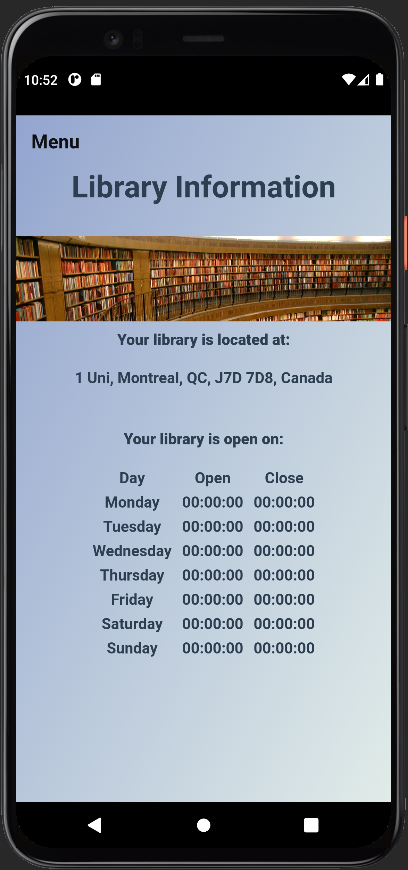 10:52
Menu
Library Information
Your library is located at:
1 Uni, Montreal, QC, J7D 7D8, Canada
Your library is open on:
Day Open Close
Monday 00:00:00 00:00:00
Tuesday 00:00:00 00:00:00
Wednesday 00:00:00 00:00:00
Thursday 00:00:00 00:00:00
Friday 00:00:00 00:00:00
Saturday 00:00:00 00:00:00
Sunday 00:00:00 00:00:00